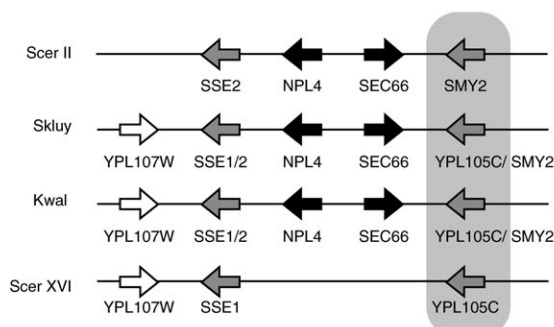 Scer II
SSE2 NPL4 SEC66 SMY2
Skluy
YPL107W SSE1/2 NPL4 SEC66 YPL105C/ SMY2
Kwal
YPL107W SSE1/2 NPL4 SEC66 YPL105C/ SMY2
Scer XVI
YPL107W SSE1 YPL105C